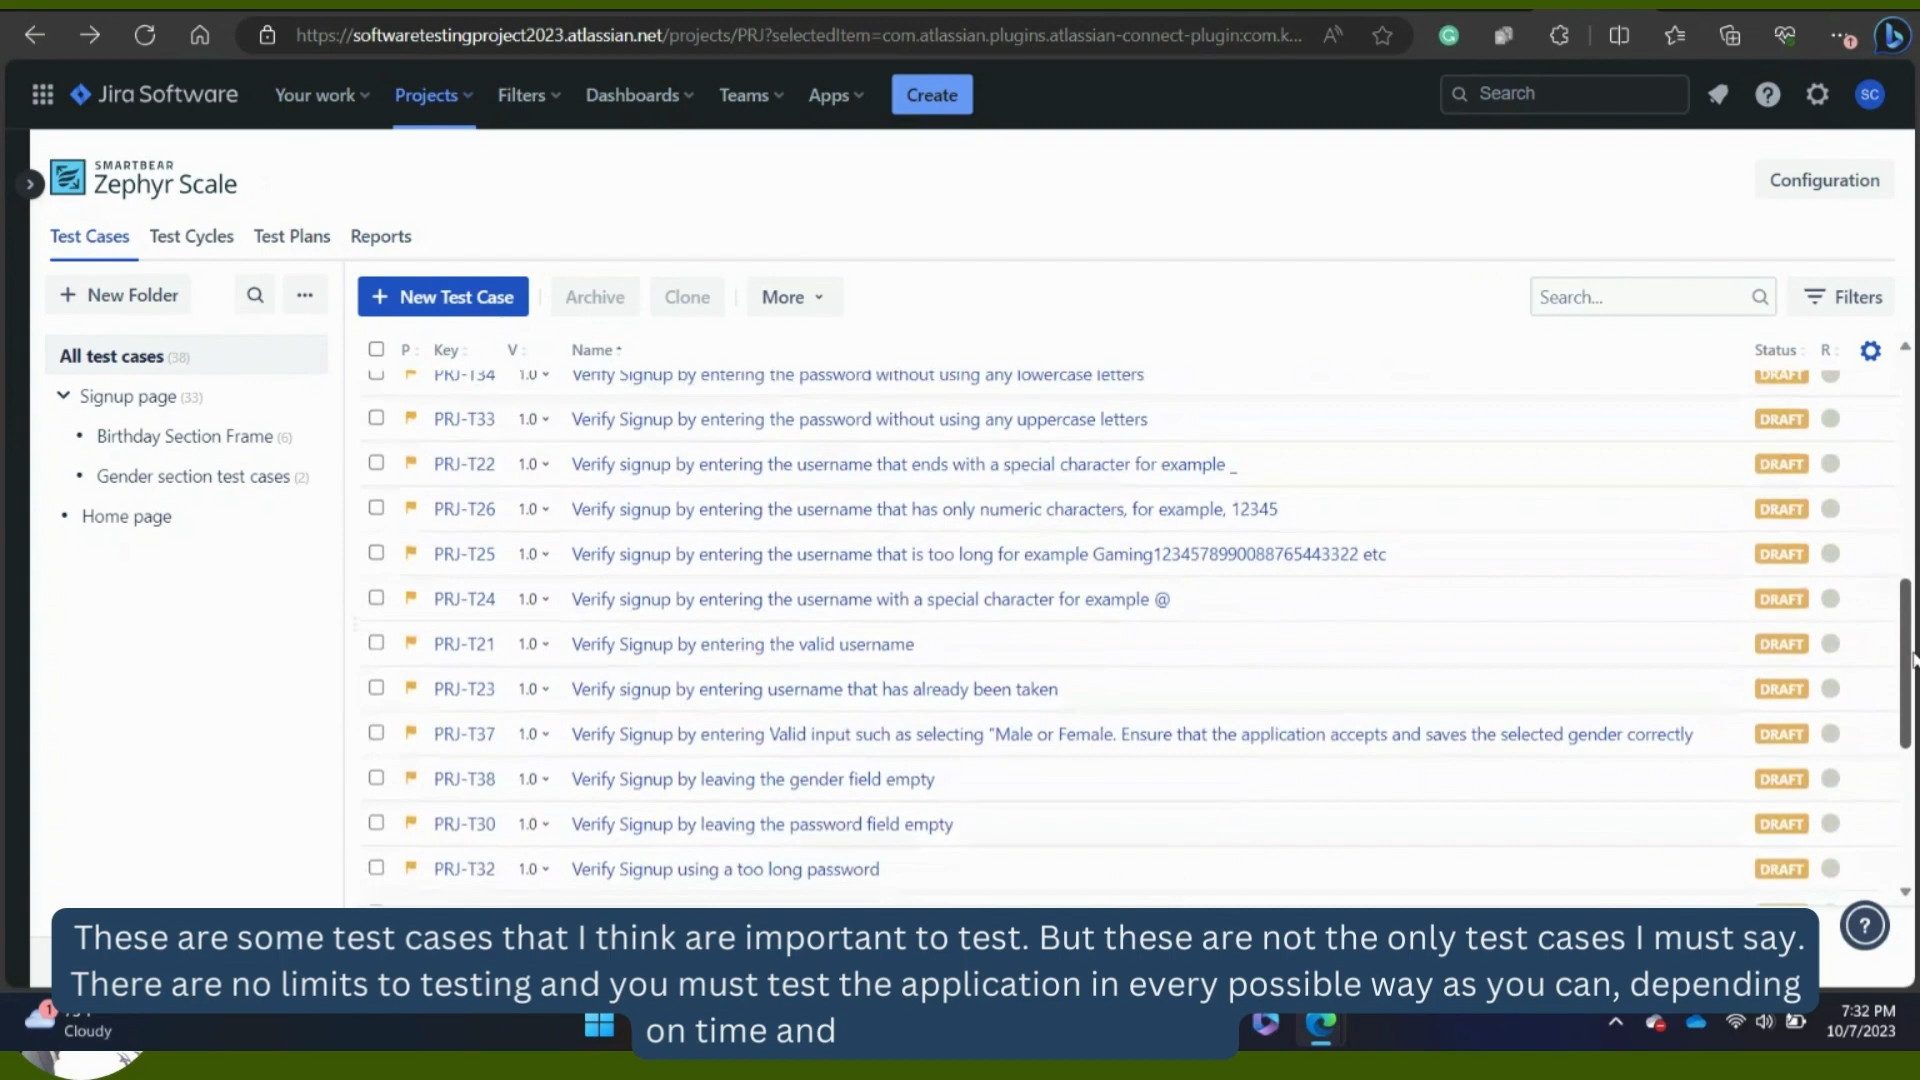 https://softwaretestingproject2023.atlassian.net/projects/PRJ?selectedItem=com.atlassian.plugins.atlassian-connect-plugin:com.k...
Jira Software Your work Projects Filters Dashboards Teams Apps Create Search SC
SMARTBEAR
Zephyr Scale
Configuration
Test Cases Test Cycles Test Plans Reports
+ New Folder ... + New Test Case Archive Clone More Search... Filters
All test cases (38)
Signup page (33)
• Birthday Section Frame (6)
• Gender section test cases (2)
• Home page
P Key V Name Status R
PRJ-T34 1.0 Verify Signup by entering the password without using any lowercase letters DRAFT
PRJ-T33 1.0 Verify Signup by entering the password without using any uppercase letters DRAFT
PRJ-T22 1.0 Verify signup by entering the username that ends with a special character for example _ DRAFT
PRJ-T26 1.0 Verify signup by entering the username that has only numeric characters, for example, 12345 DRAFT
PRJ-T25 1.0 Verify signup by entering the username that is too long for example Gaming1234578990088765443322 etc DRAFT
PRJ-T24 1.0 Verify signup by entering the username with a special character for example @ DRAFT
PRJ-T21 1.0 Verify Signup by entering the valid username DRAFT
PRJ-T23 1.0 Verify signup by entering username that has already been taken DRAFT
PRJ-T37 1.0 Verify Signup by entering Valid input such as selecting "Male or Female. Ensure that the application accepts and saves the selected gender correctly DRAFT
PRJ-T38 1.0 Verify Signup by leaving the gender field empty DRAFT
PRJ-T30 1.0 Verify Signup by leaving the password field empty DRAFT
PRJ-T32 1.0 Verify Signup using a too long password DRAFT
These are some test cases that I think are important to test. But these are not the only test cases I must say.
There are no limits to testing and you must test the application in every possible way as you can, depending
on time and
1
Cloudy
7:32 PM
10/7/2023